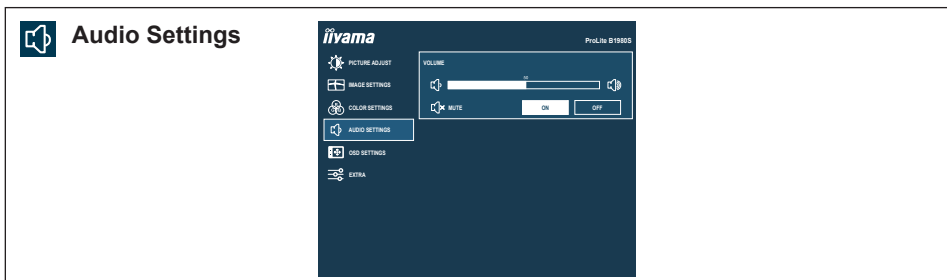 Audio Settings
iiyama
ProLite B1980S
PICTURE ADJUST
IMAGE SETTINGS
COLOR SETTINGS
AUDIO SETTINGS
OSD SETTINGS
EXTRA
VOLUME
50
MUTE
ON
OFF